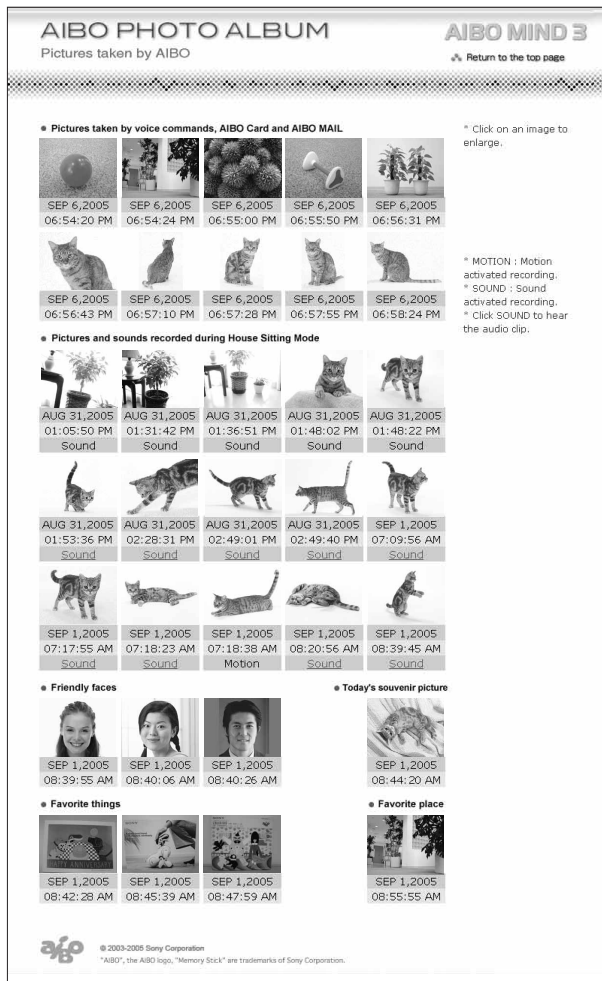 AIBO PHOTO ALBUM
AIBO MIND 3
Pictures taken by AIBO
Return to the top page
Pictures taken by voice commands, AIBO Card and AIBO MAIL
* Click on an image to
enlarge.
SEP 6,2005 SEP 6,2005 SEP 6,2005 SEP 6,2005 SEP 6,2005
06:54:20 PM 06:54:24 PM 06:55:00 PM 06:55:50 PM 06:56:31 PM
* MOTION : Motion
activated recording.
* SOUND : Sound
activated recording.
* Click SOUND to hear
the audio clip.
SEP 6,2005 SEP 6,2005 SEP 6,2005 SEP 6,2005 SEP 6,2005
06:56:43 PM 06:57:10 PM 06:57:28 PM 06:57:55 PM 06:58:24 PM
Pictures and sounds recorded during House Sitting Mode
AUG 31,2005 AUG 31,2005 AUG 31,2005 AUG 31,2005 AUG 31,2005
01:05:50 PM 01:31:42 PM 01:36:51 PM 01:48:02 PM 01:48:22 PM
Sound Sound Sound Sound Sound
AUG 31,2005 AUG 31,2005 AUG 31,2005 AUG 31,2005 SEP 1,2005
01:53:36 PM 02:28:31 PM 02:49:01 PM 02:49:40 PM 07:09:56 AM
Sound Sound Sound Sound Sound
SEP 1,2005 SEP 1,2005 SEP 1,2005 SEP 1,2005 SEP 1,2005
07:17:55 AM 07:18:23 AM 07:18:38 AM 08:20:56 AM 08:39:45 AM
Sound Sound Motion Sound Sound
Friendly faces
Today's souvenir picture
SEP 1,2005 SEP 1,2005 SEP 1,2005 SEP 1,2005
08:39:55 AM 08:40:06 AM 08:40:26 AM 08:44:20 AM
Favorite things
Favorite place
HAPPY ANNIVERSARY
SEP 1,2005 SEP 1,2005 SEP 1,2005 SEP 1,2005
08:42:28 AM 08:45:39 AM 08:47:59 AM 08:55:55 AM
aibo
© 2003-2005 Sony Corporation
"AIBO", the AIBO logo, "Memory Stick" are trademarks of Sony Corporation.